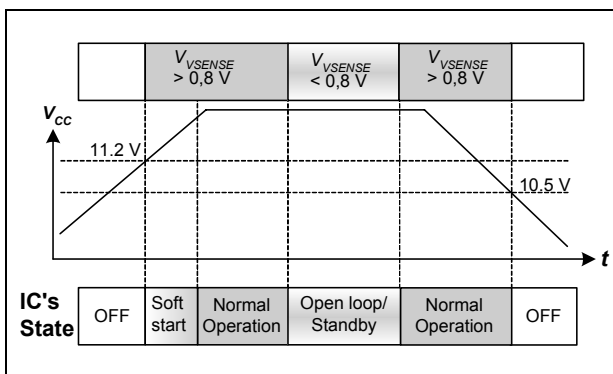 V_VSENSE
> 0,8 V
V_VSENSE
< 0,8 V
V_VSENSE
> 0,8 V
V_CC
11.2 V
10.5 V
t
IC's
State
OFF
Soft
start
Normal
Operation
Open loop/
Standby
Normal
Operation
OFF